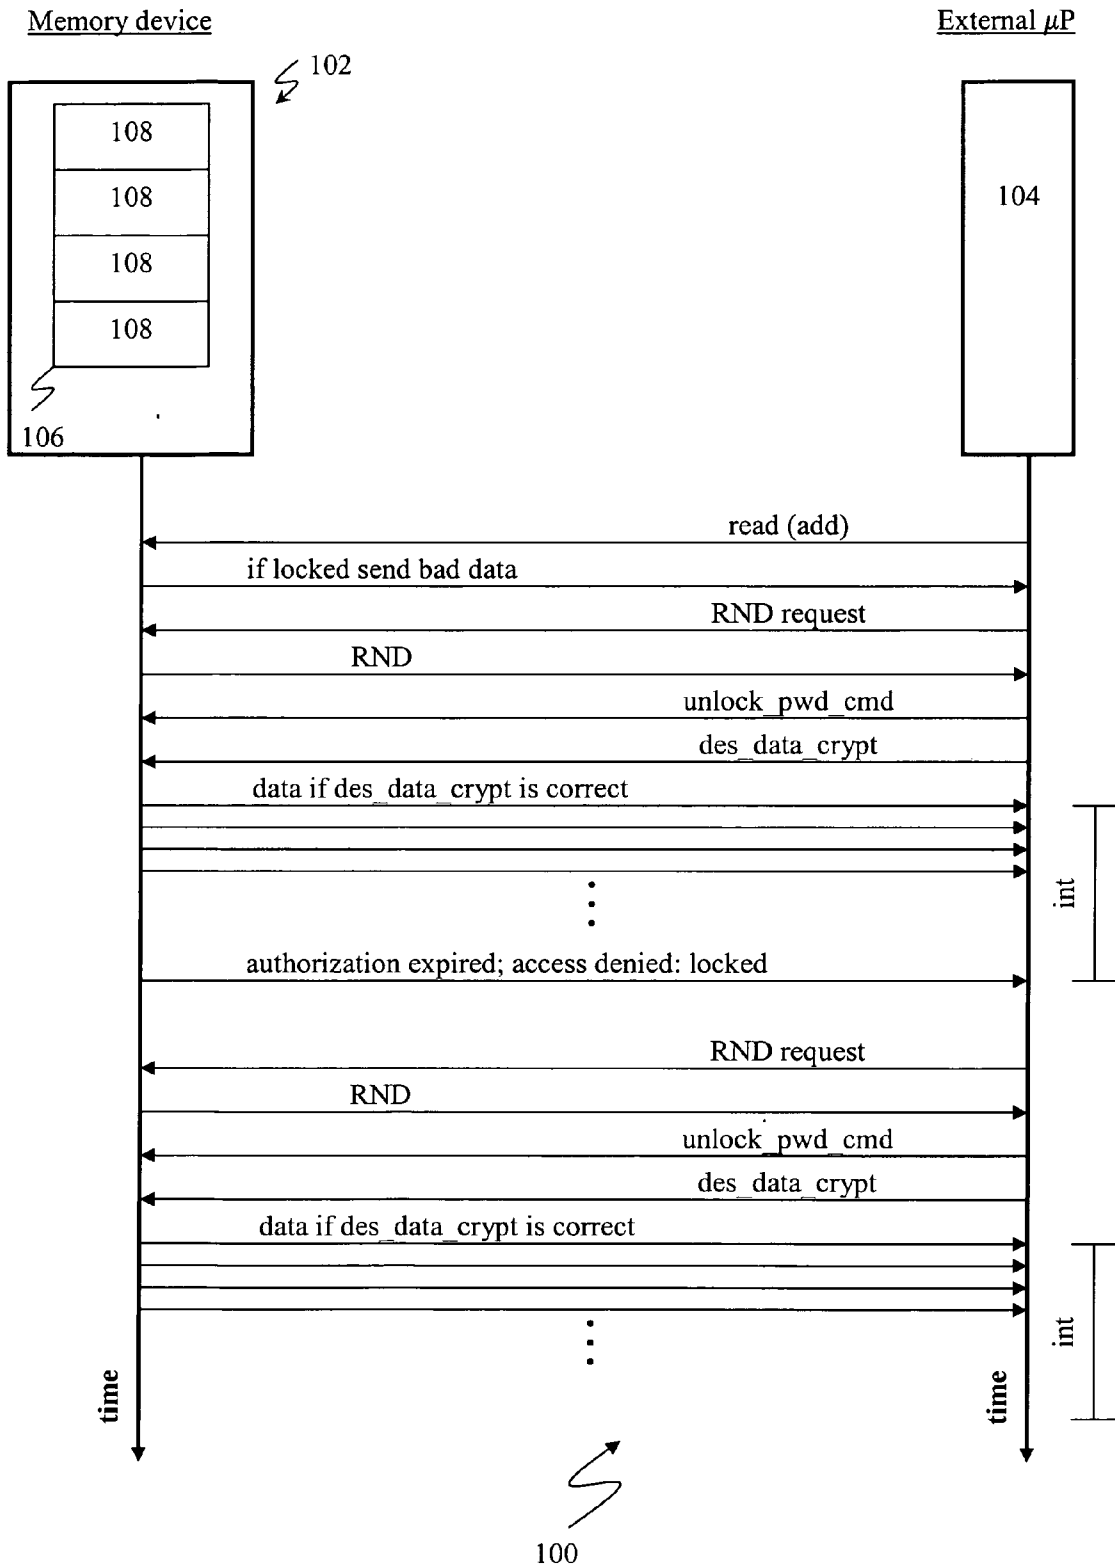 Memory device
External µP
102
108
108
108
108
104
106
read (add)
if locked send bad data
RND request
RND
unlock_pwd_cmd
des_data_crypt
data if des_data_crypt is correct
int
authorization expired; access denied: locked
RND request
RND
unlock_pwd_cmd
des_data_crypt
data if des_data_crypt is correct
int
time
time
100